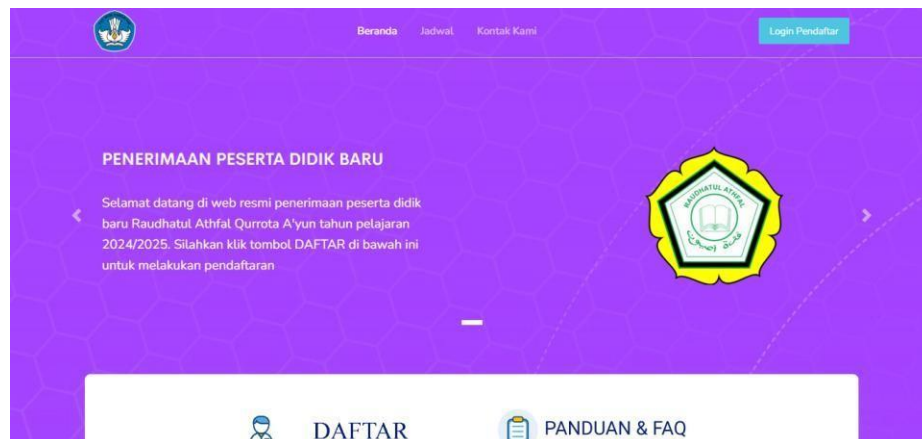 Beranda Jadwal Kontak Kami Login Pendaftar
PENERIMAAN PESERTA DIDIK BARU
Selamat datang di web resmi penerimaan peserta didik
baru Raudhatul Athfal Qurrota A'yun tahun pelajaran
2024/2025. Silahkan klik tombol DAFTAR di bawah ini
untuk melakukan pendaftaran
RAUDHATUL ATHFAL
DAFTAR
PANDUAN & FAQ